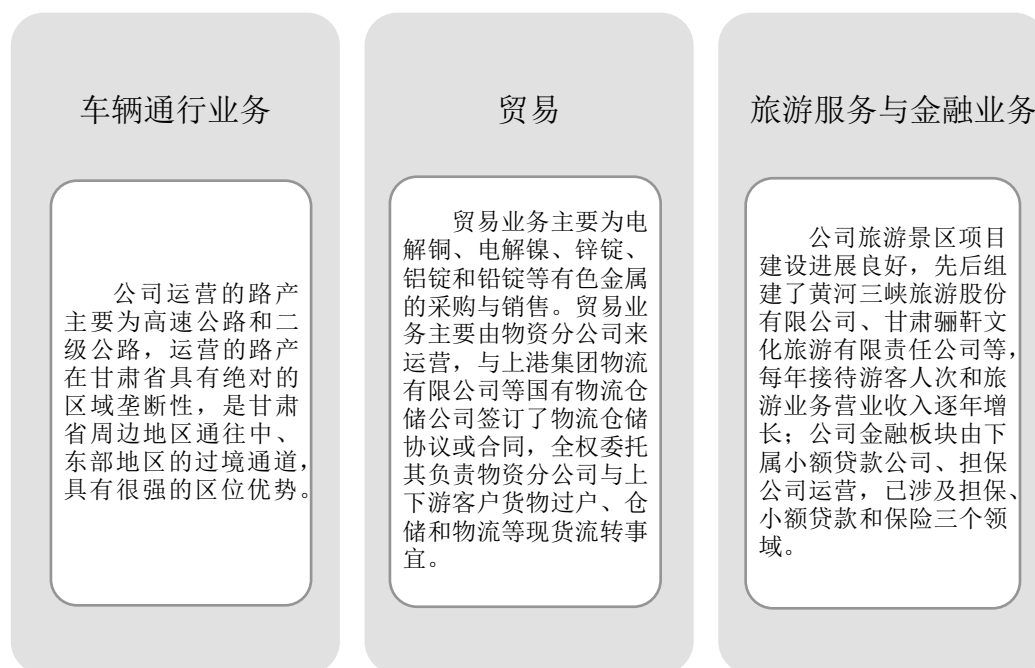 车辆通行业务
公司运营的路产
主要为高速公路和二
级公路，运营的路产
在甘肃省具有绝对的
区域垄断性，是甘肃
省周边地区通往中、
东部地区的过境通道，
具有很强的区位优势。
贸易
贸易业务主要为电
解铜、电解镍、锌锭、
铝锭和铅锭等有色金属
的采购与销售。贸易业
务主要由物资分公司来
运营，与上港集团物流
有限公司等国有物流仓
储公司签订了物流仓储
协议或合同，全权委托
其负责物资分公司与上
下游客户货物过户、仓
储和物流等现货流转事
宜。
旅游服务与金融业务
公司旅游景区项目
建设进展良好，先后组
建了黄河三峡旅游股份
有限公司、甘肃骊靬文
化旅游有限责任公司等，
每年接待游客人次和旅
游业务营业收入逐年增
长；公司金融板块由下
属小额贷款公司、担保
公司运营，已涉及担保、
小额贷款和保险三个领
域。